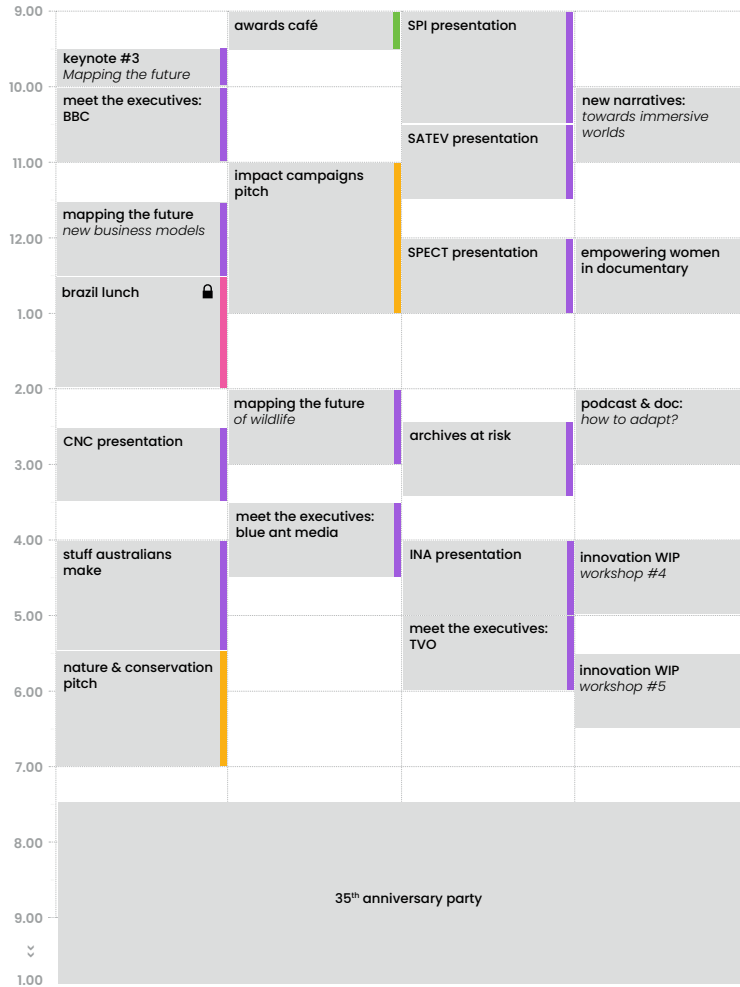 9.00
awards café
SPI presentation
keynote #3
Mapping the future
10.00
meet the executives:
BBC
new narratives:
towards immersive
worlds
SATEV presentation
11.00
impact campaigns
pitch
mapping the future
new business models
12.00
SPECT presentation
empowering women
in documentary
brazil lunch
1.00
2.00
mapping the future
of wildlife
podcast & doc:
how to adapt?
CNC presentation
archives at risk
3.00
meet the executives:
blue ant media
4.00
stuff australians
make
INA presentation
innovation WIP
workshop #4
5.00
meet the executives:
TVO
nature & conservation
pitch
innovation WIP
workshop #5
6.00
7.00
8.00
35th anniversary party
9.00
1.00